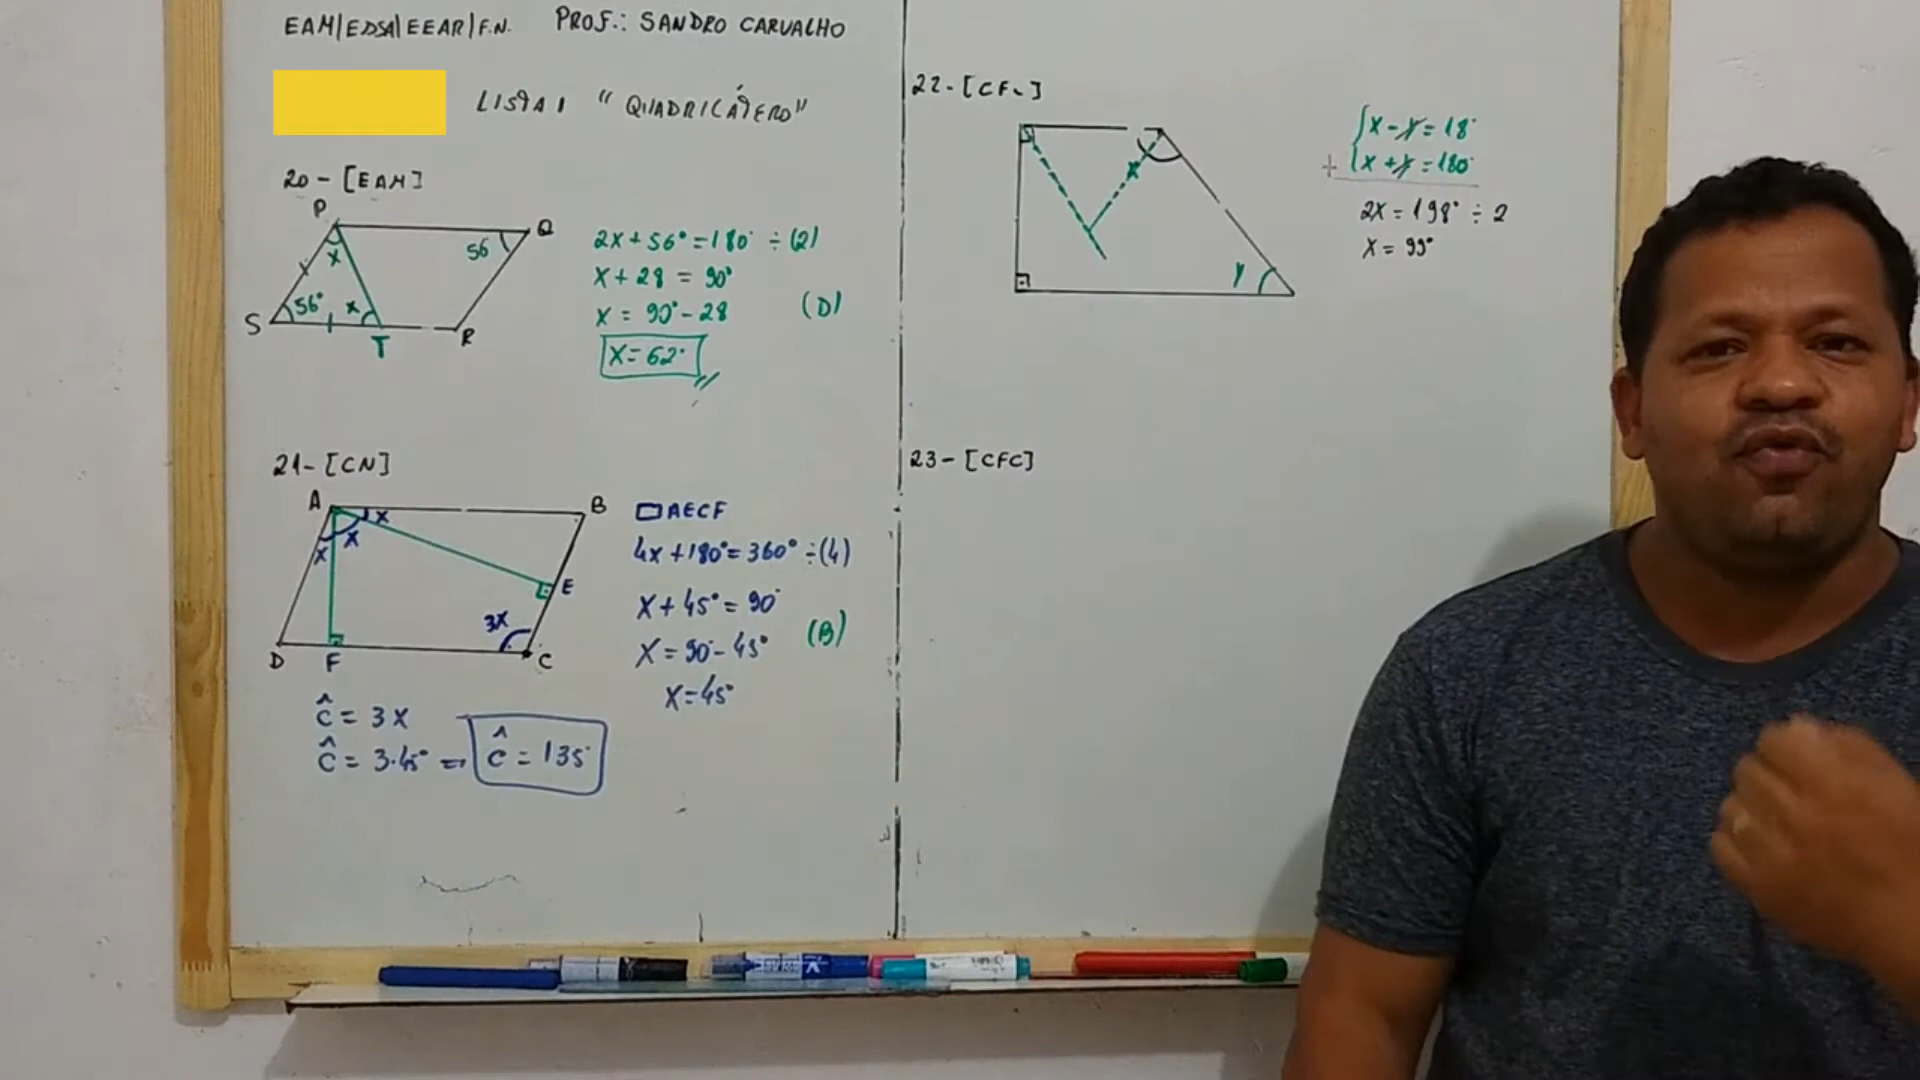 EAM|EDSA|EEAR|F.N. PROF.: SANDRO CARVALHO
LISTA 1 "QUADRILÁTERO"
20- [EAM]
P
Q
56
x
56°
x
S
T
R
2x+56°=180° ÷(2)
x+28 = 90°
x = 90°-28
(D)
x=62°
21-[CN]
A
B
x
x
x
E
3x
D
F
C
▭AECF
4x+180°=360° ÷(4)
x+45°=90°
(B)
x=90°-45°
x=45°
Ĉ = 3x
Ĉ = 3.45° ⇒ Ĉ = 135°
22-[CFC]
x
y
x-y=18°
+ x+y=180°
2x=198° ÷ 2
x=99°
23-[CFC]